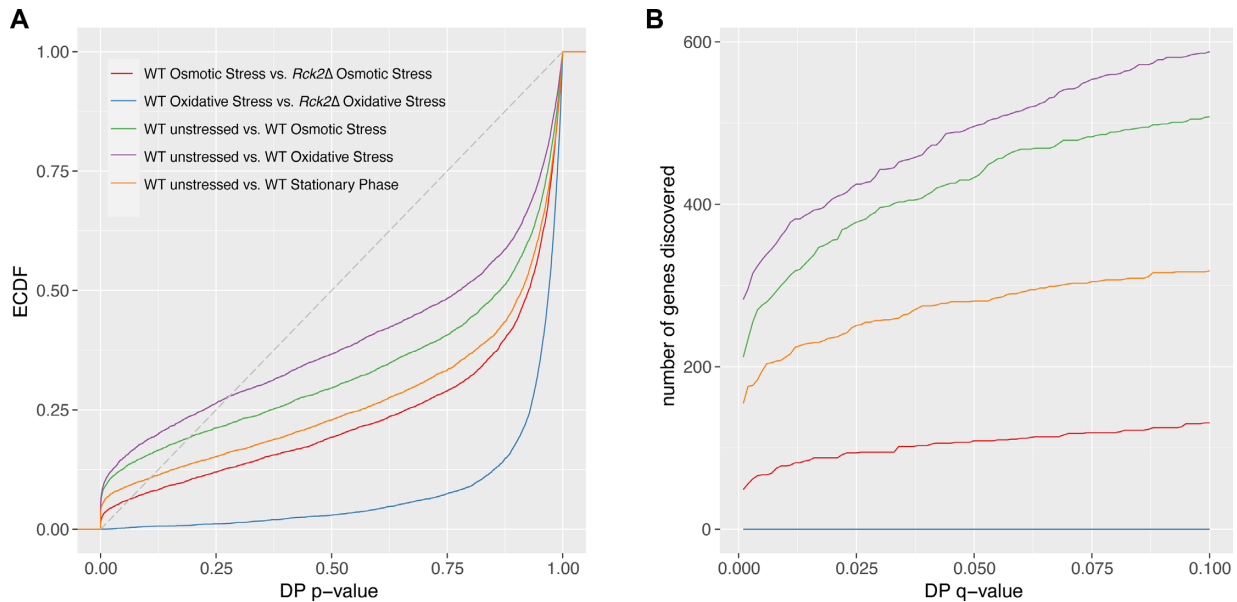 A
1.00
0.75
0.50
0.25
0.00
ECDF
WT Osmotic Stress vs. Rck2Δ Osmotic Stress
WT Oxidative Stress vs. Rck2Δ Oxidative Stress
WT unstressed vs. WT Osmotic Stress
WT unstressed vs. WT Oxidative Stress
WT unstressed vs. WT Stationary Phase
0.00 0.25 0.50 0.75 1.00
DP p-value
B
600
400
200
0
number of genes discovered
0.000 0.025 0.050 0.075 0.100
DP q-value